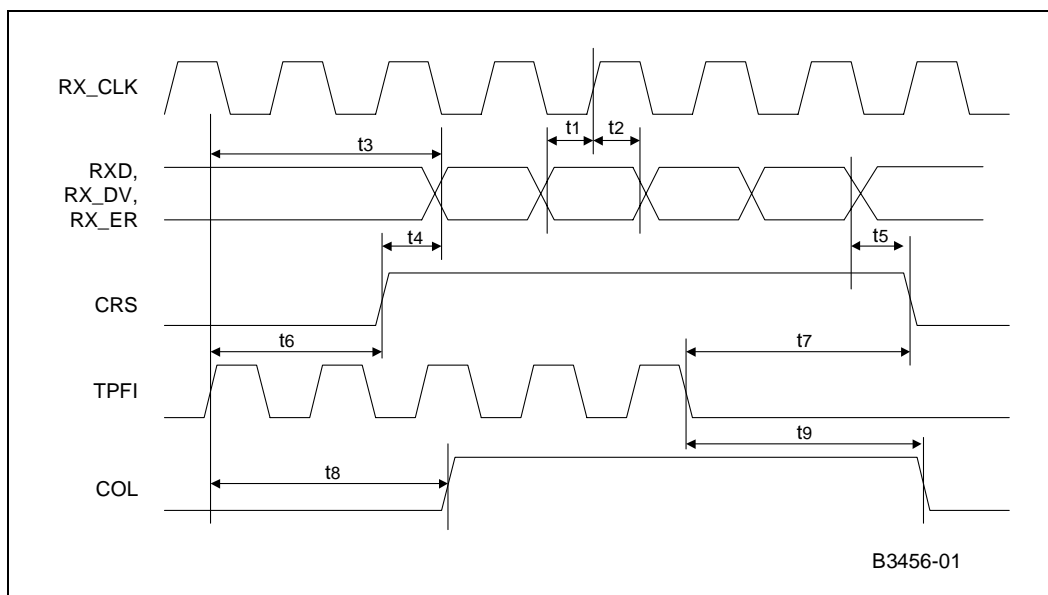 RX_CLK
t1
t2
t3
RXD,
RX_DV,
RX_ER
t4
t5
CRS
t6
t7
TPFI
t9
t8
COL
B3456-01